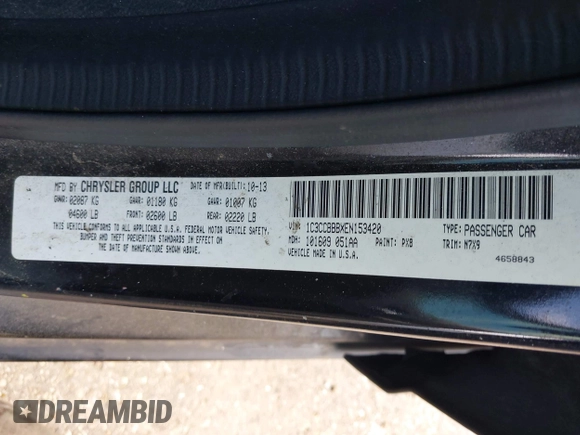 MFD BY CHRYSLER GROUP LLC DATE OF MFR(BUILT): 10-13
GVWR: 02087 KG GAWR: 01180 KG GAWR: 01007 KG
04600 LB FRONT: 02600 LB REAR: 02220 LB
THIS VEHICLE CONFORMS TO ALL APPLICABLE U.S.A. FEDERAL MOTOR VEHICLE SAFETY,
BUMPER AND THEFT PREVENTION STANDARDS IN EFFECT ON
THE DATE OF MANUFACTURE SHOWN ABOVE.
VIN: 1C3CCBBBXEN153420 TYPE: PASSENGER CAR
MDH: 101609 051AA PAINT: PX8 TRIM: N7X9
MADE IN U.S.A. 4658843
DREAMBID